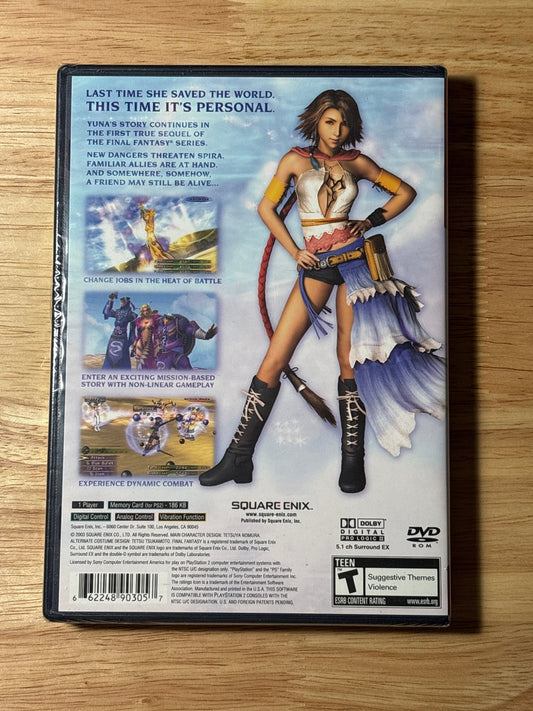 LAST TIME SHE SAVED THE WORLD.
THIS TIME IT'S PERSONAL.
YUNA'S STORY CONTINUES IN
THE FIRST TRUE SEQUEL OF
THE FINAL FANTASY® SERIES.
NEW DANGERS THREATEN SPIRA.
FAMILIAR ALLIES ARE AT HAND.
AND SOMEWHERE, SOMEHOW,
A FRIEND MAY STILL BE ALIVE...
CHANGE JOBS IN THE HEAT OF BATTLE
ENTER AN EXCITING MISSION-BASED
STORY WITH NON-LINEAR GAMEPLAY
EXPERIENCE DYNAMIC COMBAT
1 Player
Memory Card (for PS2) - 186 KB
Digital Control
Analog Control
Vibration Function
SQUARE ENIX™
www.square-enix.com
Published by Square Enix, Inc.
DOLBY
DIGITAL
PRO LOGIC II
5.1 ch Surround EX
DVD
ROM
Square Enix, Inc. - 6060 Center Dr. Suite 100, Los Angeles, CA 90045
© 2003 SQUARE ENIX CO., LTD. All Rights Reserved. MAIN CHARACTER DESIGN: TETSUYA NOMURA.
ALTERNATE COSTUME DESIGN: TETSU TSUKAMOTO. FINAL FANTASY is a registered trademark of Square Enix
Co., Ltd. SQUARE ENIX and the SQUARE ENIX logo are trademarks of Square Enix Co., Ltd. Dolby, Pro Logic,
Surround EX and the double-D symbol are trademarks of Dolby Laboratories.
Licensed by Sony Computer Entertainment America for play on PlayStation 2 computer entertainment systems with the
NTSC U/C designation only. "PlayStation" and the "PS" Family
logo are registered trademarks of Sony Computer Entertainment Inc.
The ratings icon is a trademark of the Entertainment Software
Association. Manufactured and printed in the U.S.A. THIS SOFTWARE
IS COMPATIBLE WITH PLAYSTATION 2 CONSOLES WITH THE
NTSC U/C DESIGNATION. U.S. AND FOREIGN PATENTS PENDING.
6 62248 90305 7
TEEN
T
Suggestive Themes
Violence
ESRB CONTENT RATING
www.esrb.org